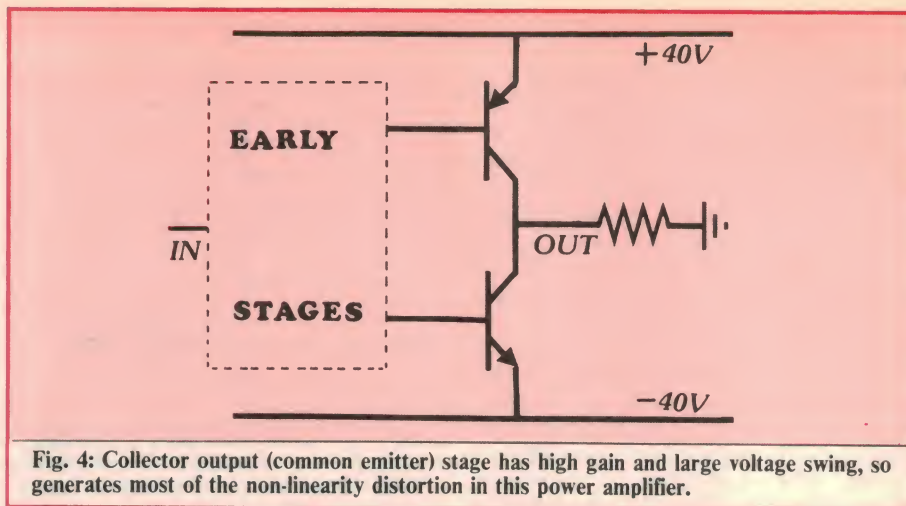 +40V
EARLY
IN
OUT
STAGES
−40V
Fig. 4: Collector output (common emitter) stage has high gain and large voltage swing, so
generates most of the non-linearity distortion in this power amplifier.